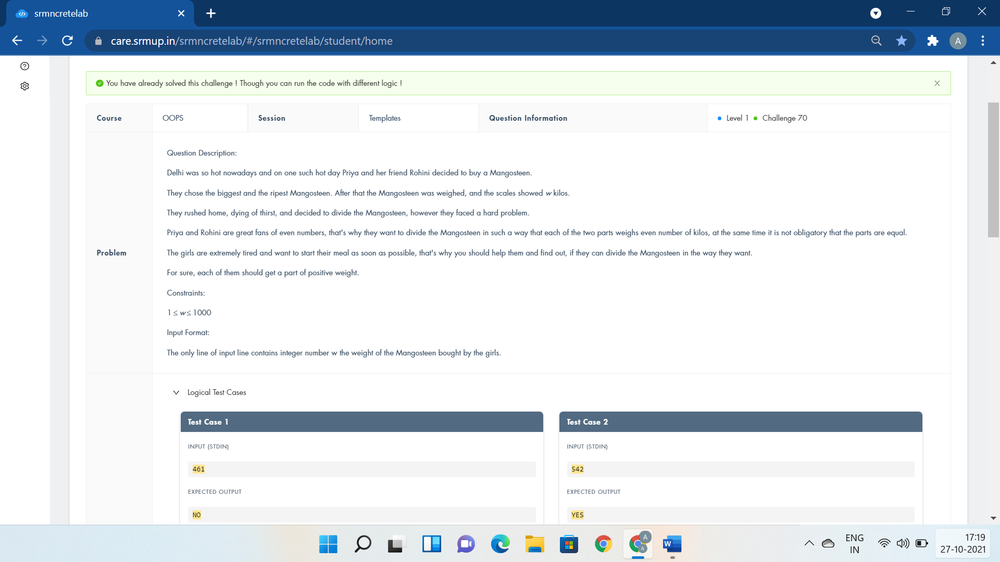 srmncretelab
care.srmup.in/srmncretelab/#/srmncretelab/student/home
A
You have already solved this challenge ! Though you can run the code with different logic !
Course OOPS Session Templates Question Information Level 1 Challenge 70
Question Description:
Delhi was so hot nowadays and on one such hot day Priya and her friend Rohini decided to buy a Mangosteen.
They chose the biggest and the ripest Mangosteen. After that the Mangosteen was weighed, and the scales showed w kilos.
They rushed home, dying of thirst, and decided to divide the Mangosteen, however they faced a hard problem.
Priya and Rohini are great fans of even numbers, that's why they want to divide the Mangosteen in such a way that each of the two parts weighs even number of kilos, at the same time it is not obligatory that the parts are equal.
Problem
The girls are extremely tired and want to start their meal as soon as possible, that's why you should help them and find out, if they can divide the Mangosteen in the way they want.
For sure, each of them should get a part of positive weight.
Constraints:
1 ≤ w ≤ 1000
Input Format:
The only line of input line contains integer number w the weight of the Mangosteen bought by the girls.
Logical Test Cases
Test Case 1
INPUT (STDIN)
461
EXPECTED OUTPUT
NO
Test Case 2
INPUT (STDIN)
542
EXPECTED OUTPUT
YES
A
A
W
ENG
IN
17:19
27-10-2021